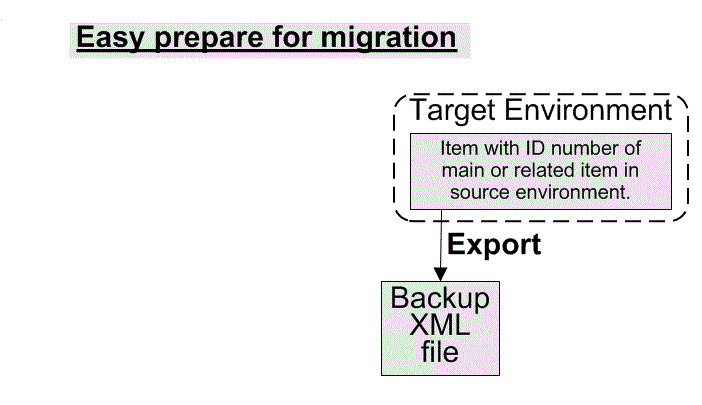 Easy prepare for migration
Target Environment
Item with ID number of
main or related item in
source environment.
Export
Backup
XML
file